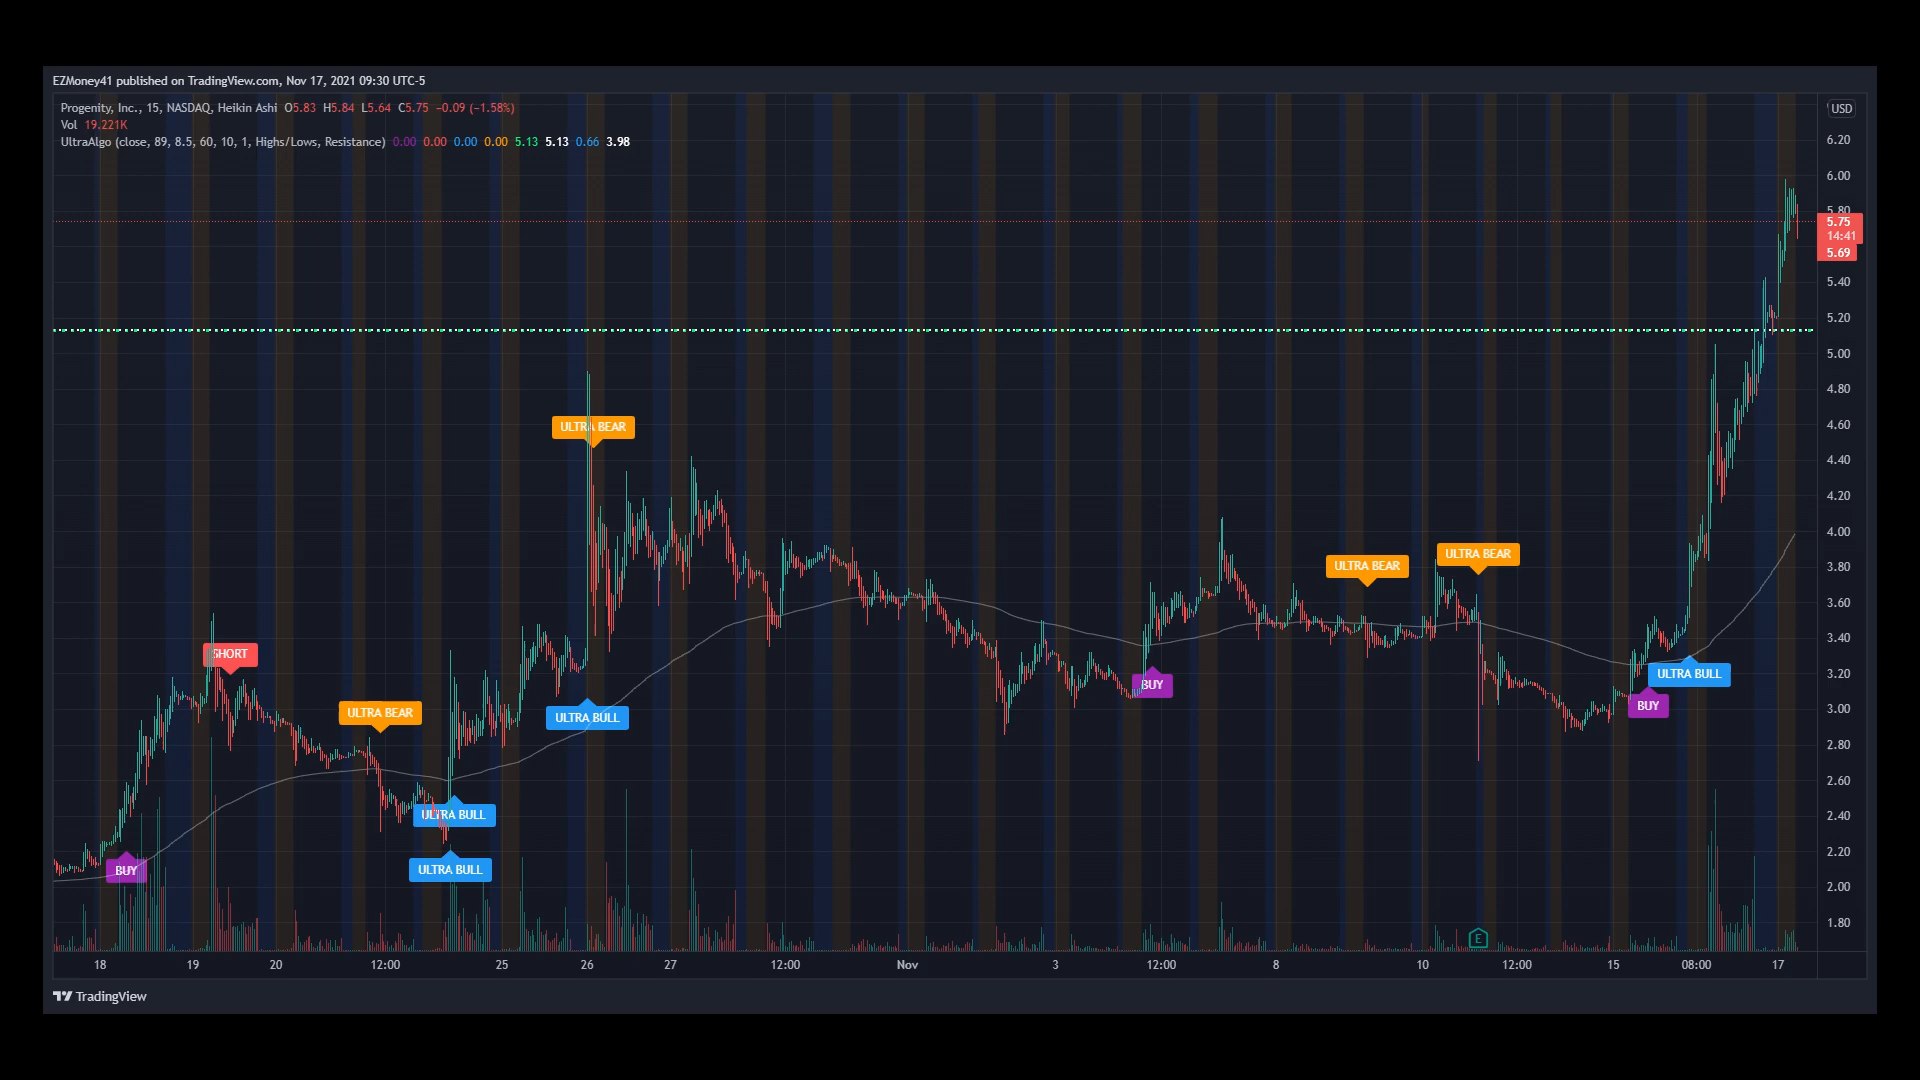 EZMoney41 published on TradingView.com, Nov 17, 2021 09:30 UTC-5
Progenity, Inc., 15, NASDAQ, Heikin Ashi O5.83 H5.84 L5.64 C5.75 −0.09 (−1.58%)
Vol 19.221K
UltraAlgo (close, 89, 8.5, 60, 10, 1, Highs/Lows, Resistance) 0.00 0.00 0.00 0.00 5.13 5.13 0.66 3.98
USD
6.20
6.00
5.80
5.75
14:41
5.69
5.40
5.20
5.00
4.80
4.60
4.40
4.20
4.00
3.80
3.60
3.40
3.20
3.00
2.80
2.60
2.40
2.20
2.00
1.80
ULTRA BEAR
ULTRA BEAR
ULTRA BEAR
SHORT
ULTRA BULL
BUY
BUY
ULTRA BEAR
ULTRA BULL
ULTRA BULL
ULTRA BULL
BUY
E
18 19 20 12:00 25 26 27 12:00 Nov 3 12:00 8 10 12:00 15 08:00 17
TradingView